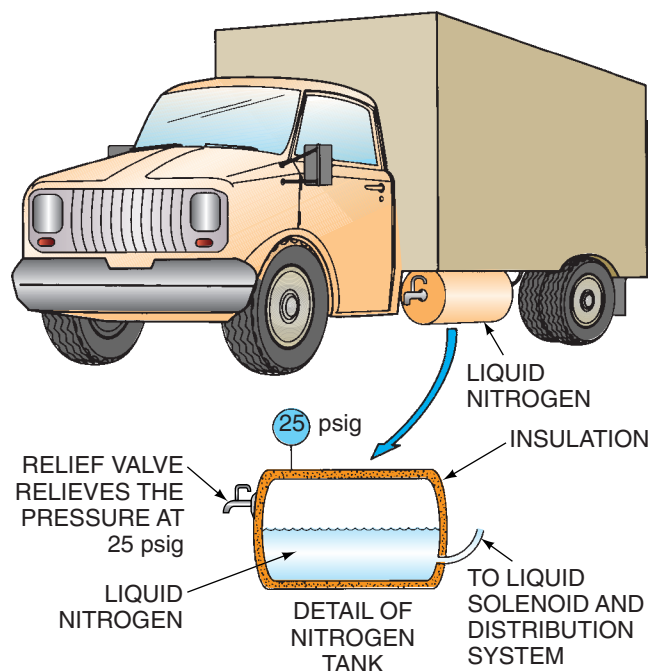 LIQUID
NITROGEN
25 psig
INSULATION
RELIEF VALVE
RELIEVES THE
PRESSURE AT
25 psig
LIQUID
NITROGEN
DETAIL OF
NITROGEN
TANK
TO LIQUID
SOLENOID AND
DISTRIBUTION
SYSTEM